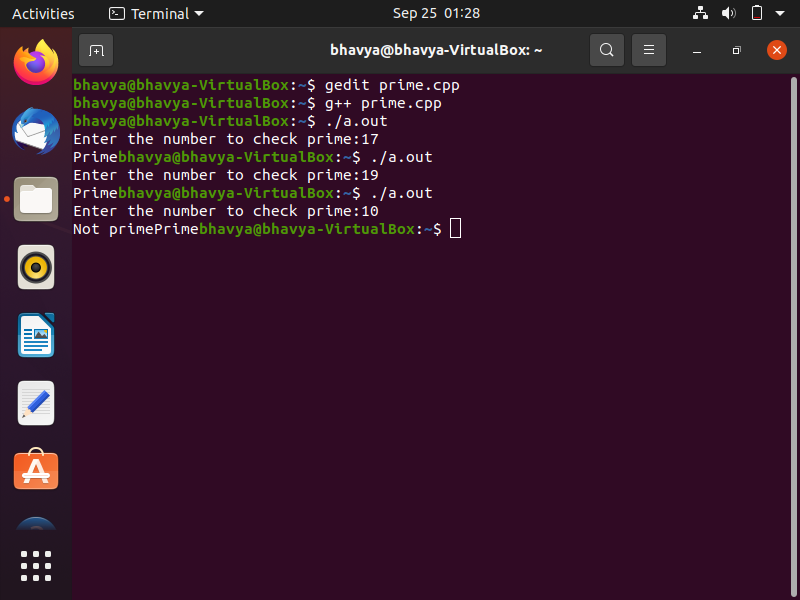 Activities Terminal Sep 25 01:28
bhavya@bhavya-VirtualBox: ~
bhavya@bhavya-VirtualBox:~$ gedit prime.cpp
bhavya@bhavya-VirtualBox:~$ g++ prime.cpp
bhavya@bhavya-VirtualBox:~$ ./a.out
Enter the number to check prime:17
Primebhavya@bhavya-VirtualBox:~$ ./a.out
Enter the number to check prime:19
Primebhavya@bhavya-VirtualBox:~$ ./a.out
Enter the number to check prime:10
Not primePrimebhavya@bhavya-VirtualBox:~$